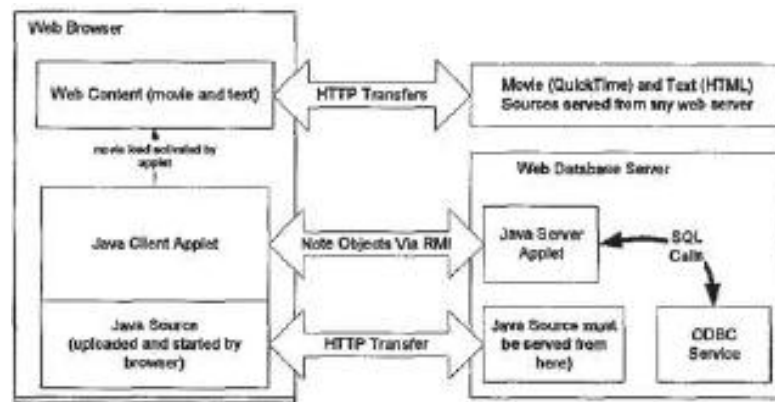 Web Browser
Web Content (movie and text)
HTTP Transfers
Movie (QuickTime) and Text (HTML)
Sources served from any web server
movie load activated by
applet
Web Database Server
Java Client Applet
Note Objects Via RMI
Java Server
Applet
SQL
Calls
Java Source
(uploaded and started by
browser)
HTTP Transfer
Java Source must
be served from
here)
ODBC
Service